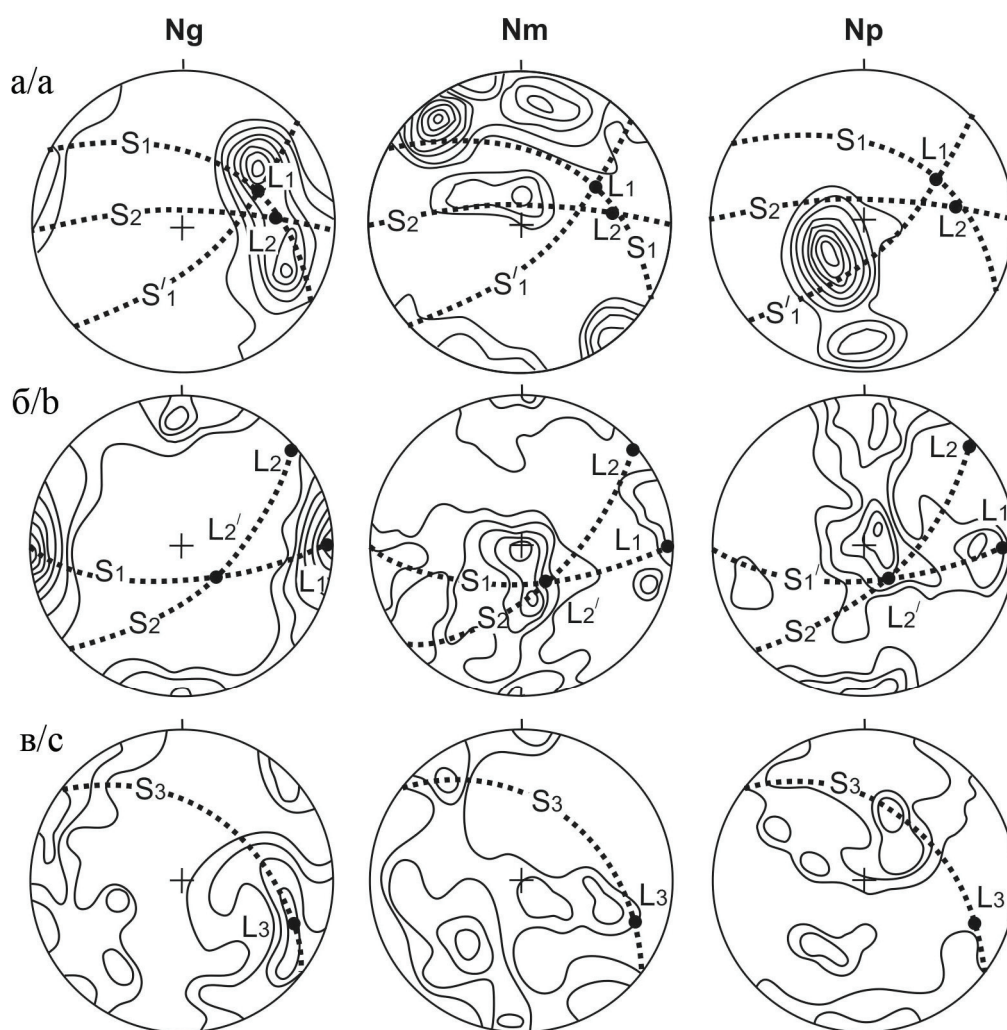 Ng Nm Np
а/a
S1 L1 S2 L2 S'1
S1 L1 S2 L2 S1 S'1
S1 L1 S2 L2 S'1
б/b
L2 L2' S1 L1 S2
L2 L1 S1 S2 L2'
L2 L1 S1' S2 L2'
в/c
S3 L3
S3 L3
S3 L3